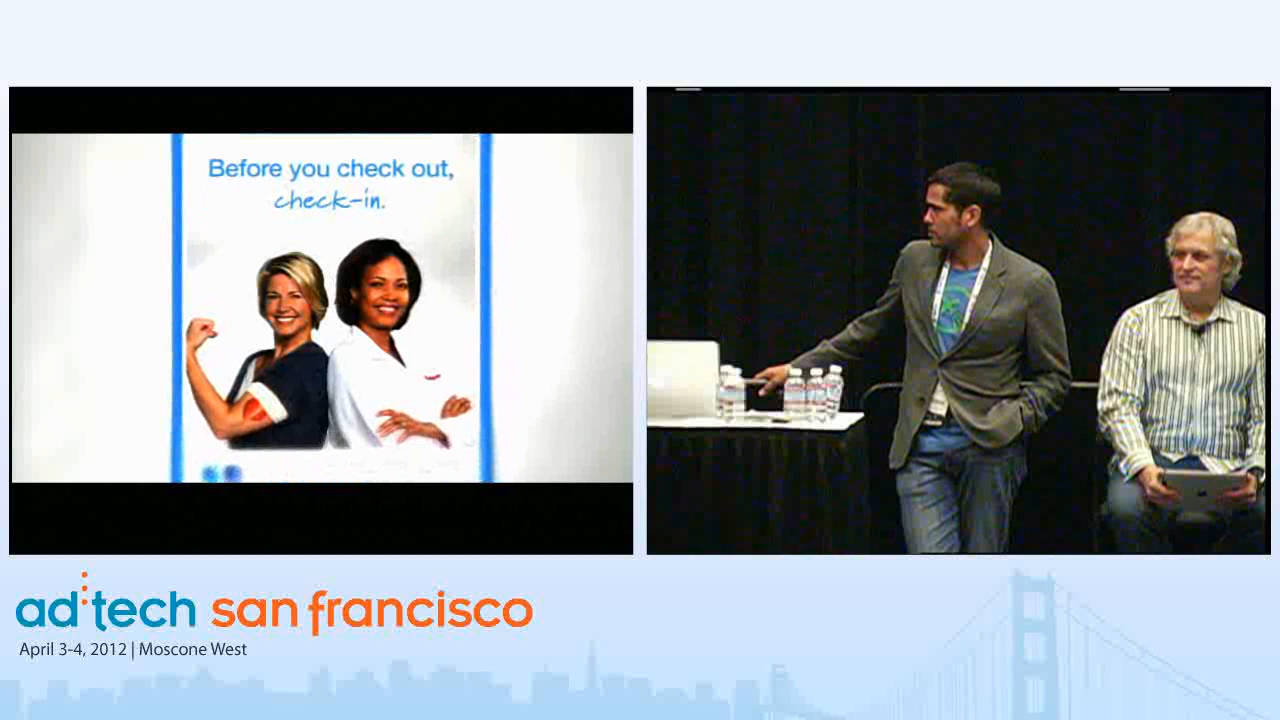 Before you check out,
check-in.
ad:tech san francisco
April 3-4, 2012 | Moscone West